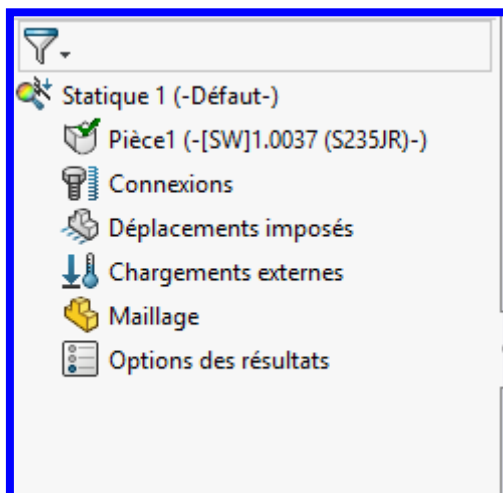 Statique 1 (-Défaut-)
Pièce1 (-[SW]1.0037 (S235JR)-)
Connexions
Déplacements imposés
Chargements externes
Maillage
Options des résultats